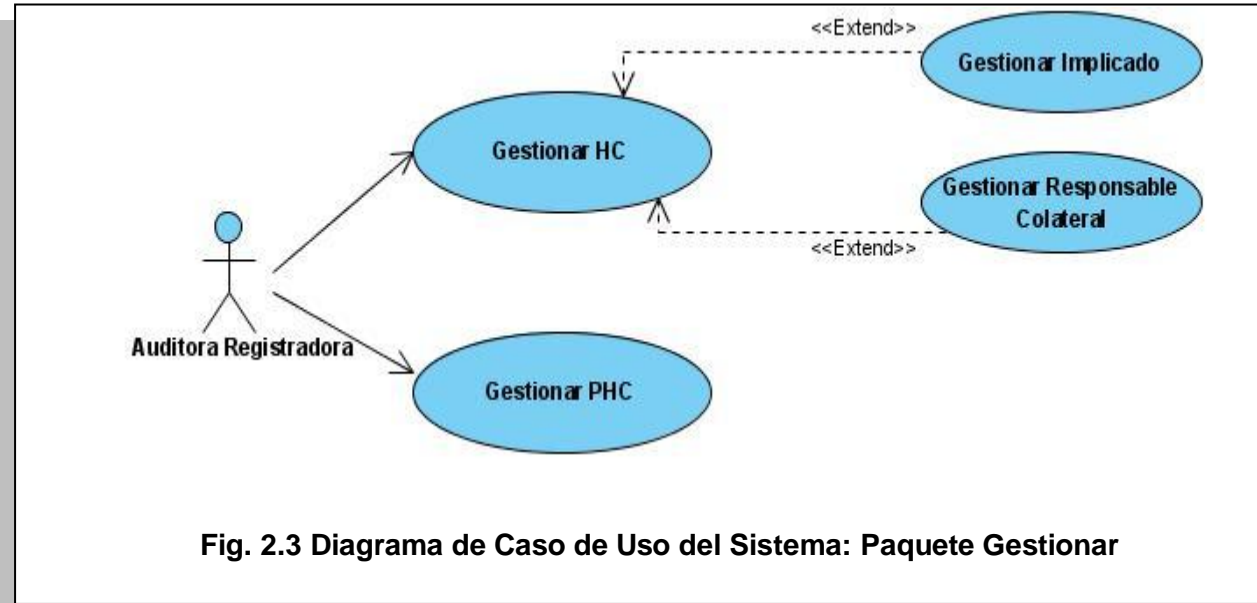 <<Extend>>
Gestionar Implicado
Gestionar HC
Gestionar Responsable
Colateral
<<Extend>>
Auditora Registradora
Gestionar PHC
Fig. 2.3 Diagrama de Caso de Uso del Sistema: Paquete Gestionar